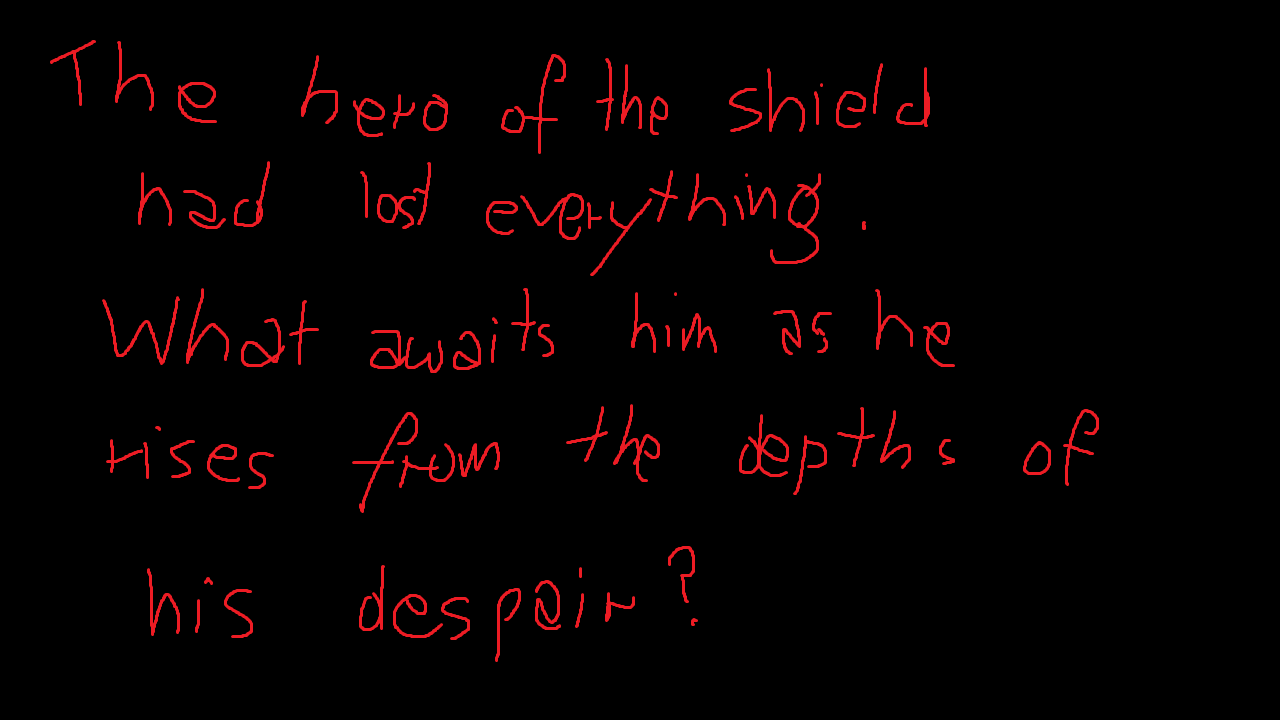 The hero of the shield
had lost everything.
What awaits him as he
rises from the depths of
his despair?